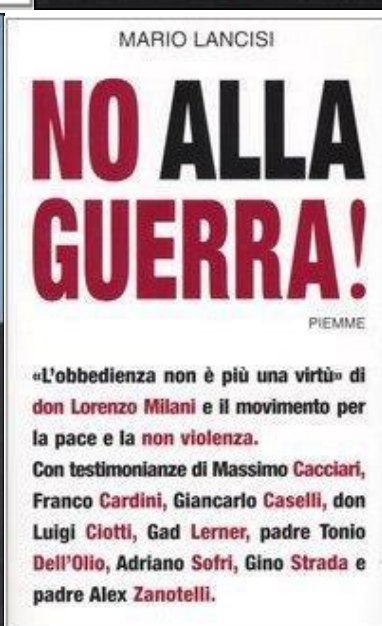 MARIO LANCISI
NO ALLA
GUERRA!
PIEMME
«L'obbedienza non è più una virtù» di
don Lorenzo Milani e il movimento per
la pace e la non violenza.
Con testimonianze di Massimo Cacciari,
Franco Cardini, Giancarlo Caselli, don
Luigi Ciotti, Gad Lerner, padre Tonio
Dell'Olio, Adriano Sofri, Gino Strada e
padre Alex Zanotelli.